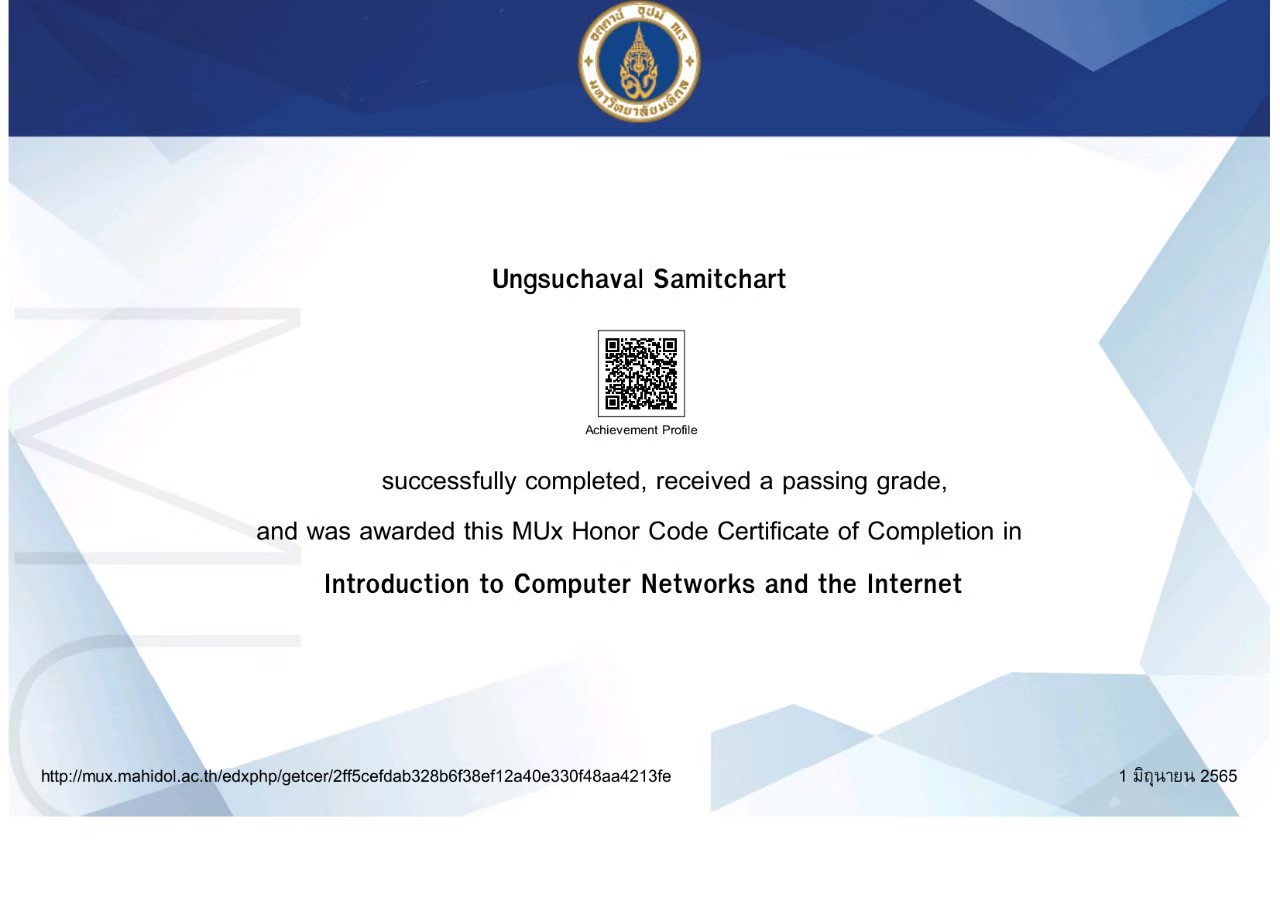 อตฺตานํ อุปมํ กเร
มหาวิทยาลัยมหิดล
Ungsuchaval Samitchart
Achievement Profile
successfully completed, received a passing grade,
and was awarded this MUx Honor Code Certificate of Completion in
Introduction to Computer Networks and the Internet
MU
http://mux.mahidol.ac.th/edxphp/getcer/2ff5cefdab328b6f38ef12a40e330f48aa4213fe
1 มิถุนายน 2565